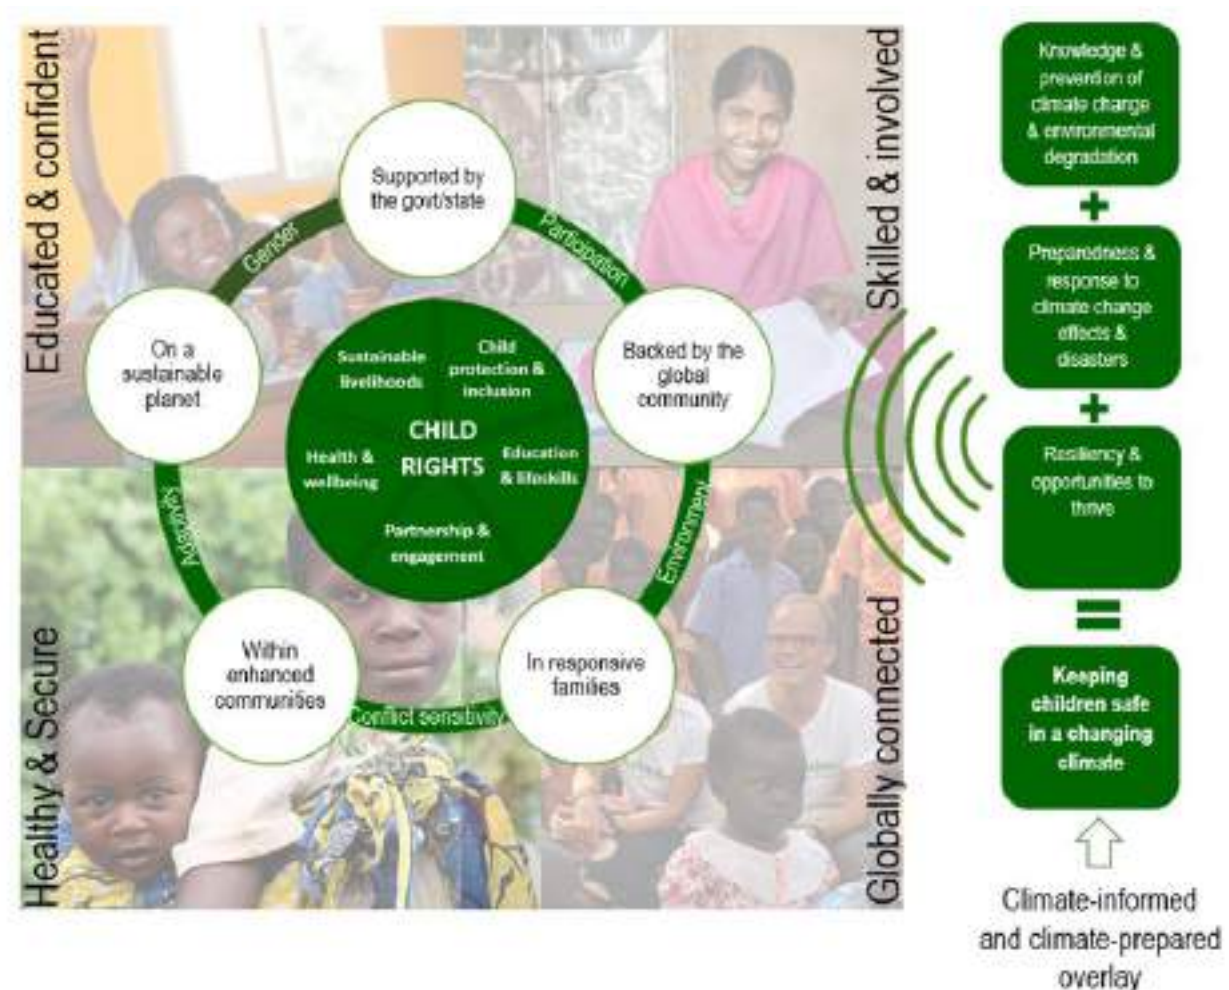 Educated & confident
Skilled & involved
Healthy & Secure
Globally connected
Supported by
the govt/state
Gender
Participation
On a
sustainable
planet
Backed by the
global
community
Sustainable
livelihoods
Child
protection &
inclusion
CHILD
RIGHTS
Health &
wellbeing
Education
& lifeskills
Partnership &
engagement
Adaptivity
Environment
Within
enhanced
communities
In responsive
families
Conflict sensitivity
Knowledge &
prevention of
climate change
& environmental
degradation
+
Preparedness &
response to
climate change
effects &
disasters
+
Resiliency &
opportunities to
thrive
=
Keeping
children safe
in a changing
climate
Climate-informed
and climate-prepared
overlay